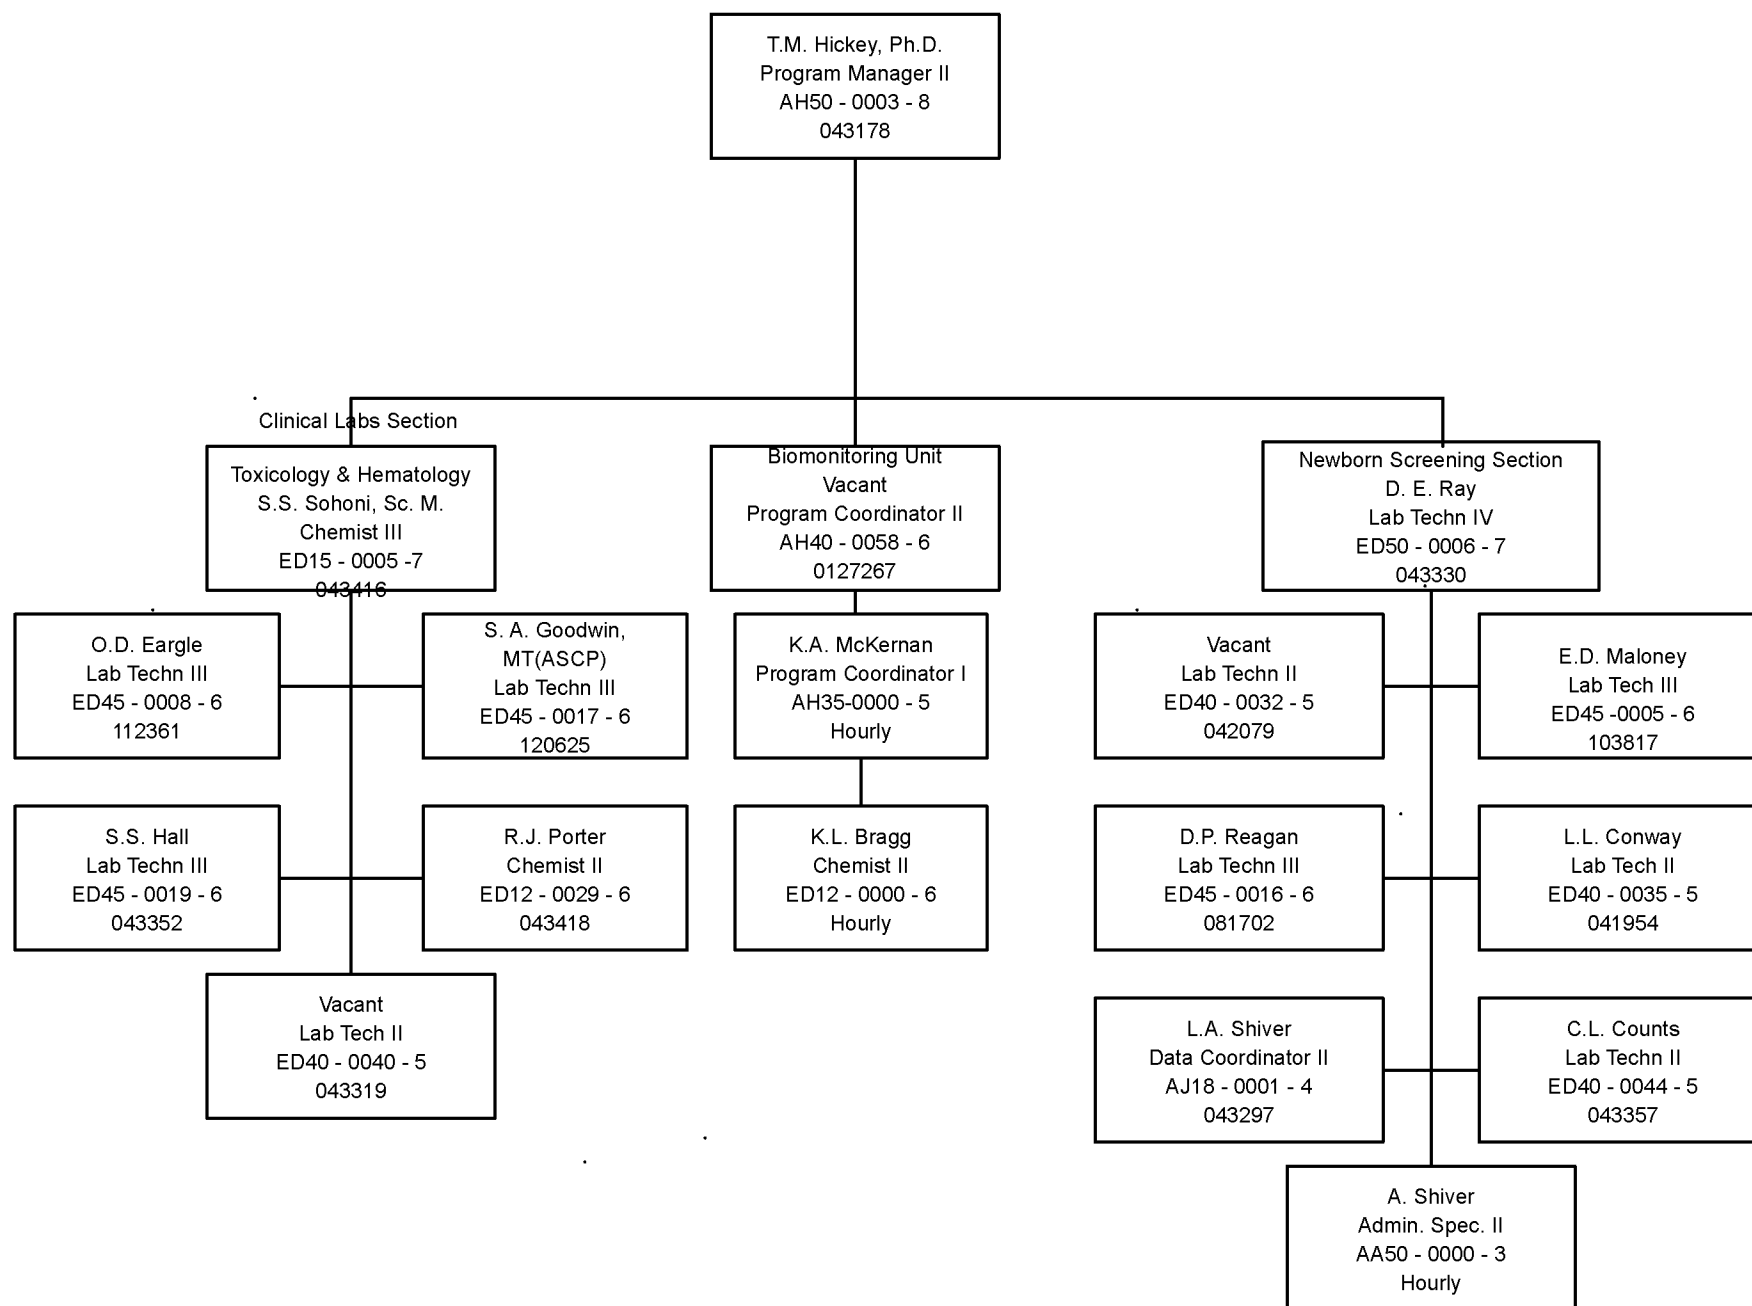 T.M. Hickey, Ph.D.
Program Manager II
AH50 - 0003 - 8
043178
Clinical Labs Section
Toxicology & Hematology
S.S. Sohoni, Sc. M.
Chemist III
ED15 - 0005 -7
043416
Biomonitoring Unit
Vacant
Program Coordinator II
AH40 - 0058 - 6
0127267
Newborn Screening Section
D. E. Ray
Lab Techn IV
ED50 - 0006 - 7
043330
O.D. Eargle
Lab Techn III
ED45 - 0008 - 6
112361
S. A. Goodwin,
MT(ASCP)
Lab Techn III
ED45 - 0017 - 6
120625
K.A. McKernan
Program Coordinator I
AH35-0000 - 5
Hourly
Vacant
Lab Techn II
ED40 - 0032 - 5
042079
E.D. Maloney
Lab Tech III
ED45 -0005 - 6
103817
S.S. Hall
Lab Techn III
ED45 - 0019 - 6
043352
R.J. Porter
Chemist II
ED12 - 0029 - 6
043418
K.L. Bragg
Chemist II
ED12 - 0000 - 6
Hourly
D.P. Reagan
Lab Techn III
ED45 - 0016 - 6
081702
L.L. Conway
Lab Tech II
ED40 - 0035 - 5
041954
Vacant
Lab Tech II
ED40 - 0040 - 5
043319
L.A. Shiver
Data Coordinator II
AJ18 - 0001 - 4
043297
C.L. Counts
Lab Techn II
ED40 - 0044 - 5
043357
A. Shiver
Admin. Spec. II
AA50 - 0000 - 3
Hourly